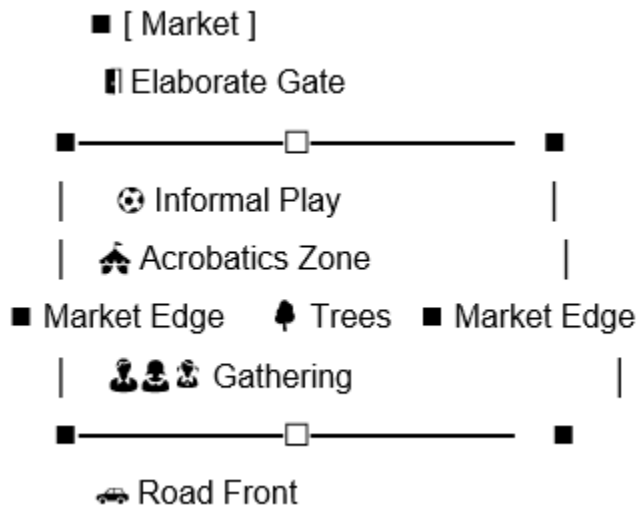 [ Market ]
Elaborate Gate
Informal Play
Acrobatics Zone
Market Edge Trees Market Edge
Gathering
Road Front